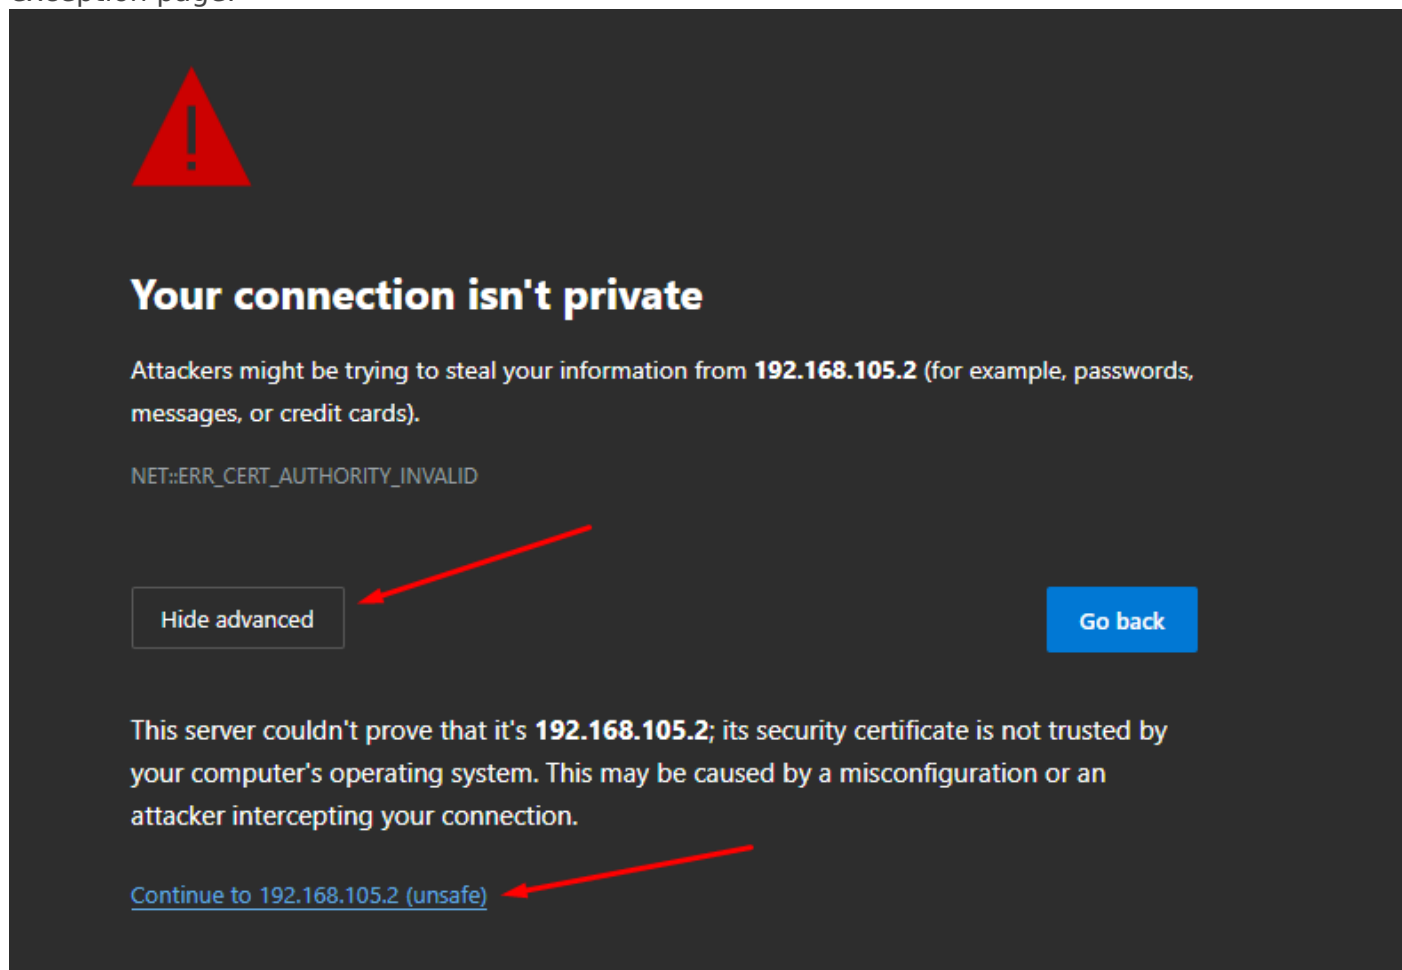 exception page.
Your connection isn't private
Attackers might be trying to steal your information from 192.168.105.2 (for example, passwords,
messages, or credit cards).
NET::ERR_CERT_AUTHORITY_INVALID
Hide advanced
Go back
This server couldn't prove that it's 192.168.105.2; its security certificate is not trusted by
your computer's operating system. This may be caused by a misconfiguration or an
attacker intercepting your connection.
Continue to 192.168.105.2 (unsafe)